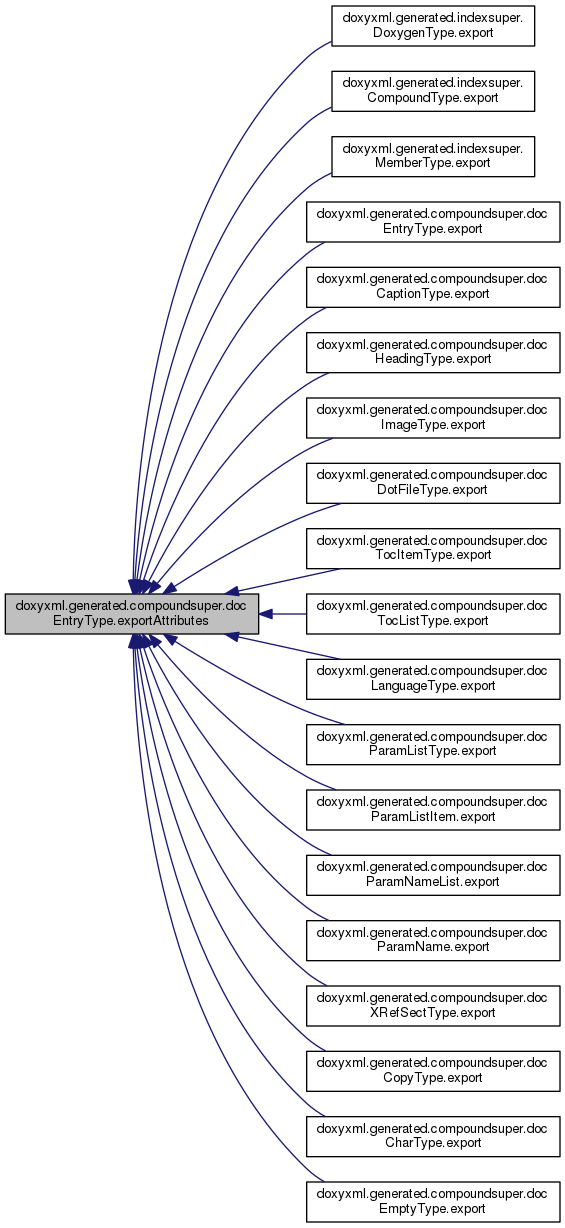 doxyxml.generated.indexsuper.
DoxygenType.export
doxyxml.generated.indexsuper.
CompoundType.export
doxyxml.generated.indexsuper.
MemberType.export
doxyxml.generated.compoundsuper.doc
EntryType.export
doxyxml.generated.compoundsuper.doc
CaptionType.export
doxyxml.generated.compoundsuper.doc
HeadingType.export
doxyxml.generated.compoundsuper.doc
ImageType.export
doxyxml.generated.compoundsuper.doc
DotFileType.export
doxyxml.generated.compoundsuper.doc
TocItemType.export
doxyxml.generated.compoundsuper.doc
EntryType.exportAttributes
doxyxml.generated.compoundsuper.doc
TocListType.export
doxyxml.generated.compoundsuper.doc
LanguageType.export
doxyxml.generated.compoundsuper.doc
ParamListType.export
doxyxml.generated.compoundsuper.doc
ParamListItem.export
doxyxml.generated.compoundsuper.doc
ParamNameList.export
doxyxml.generated.compoundsuper.doc
ParamName.export
doxyxml.generated.compoundsuper.doc
XRefSectType.export
doxyxml.generated.compoundsuper.doc
CopyType.export
doxyxml.generated.compoundsuper.doc
CharType.export
doxyxml.generated.compoundsuper.doc
EmptyType.export